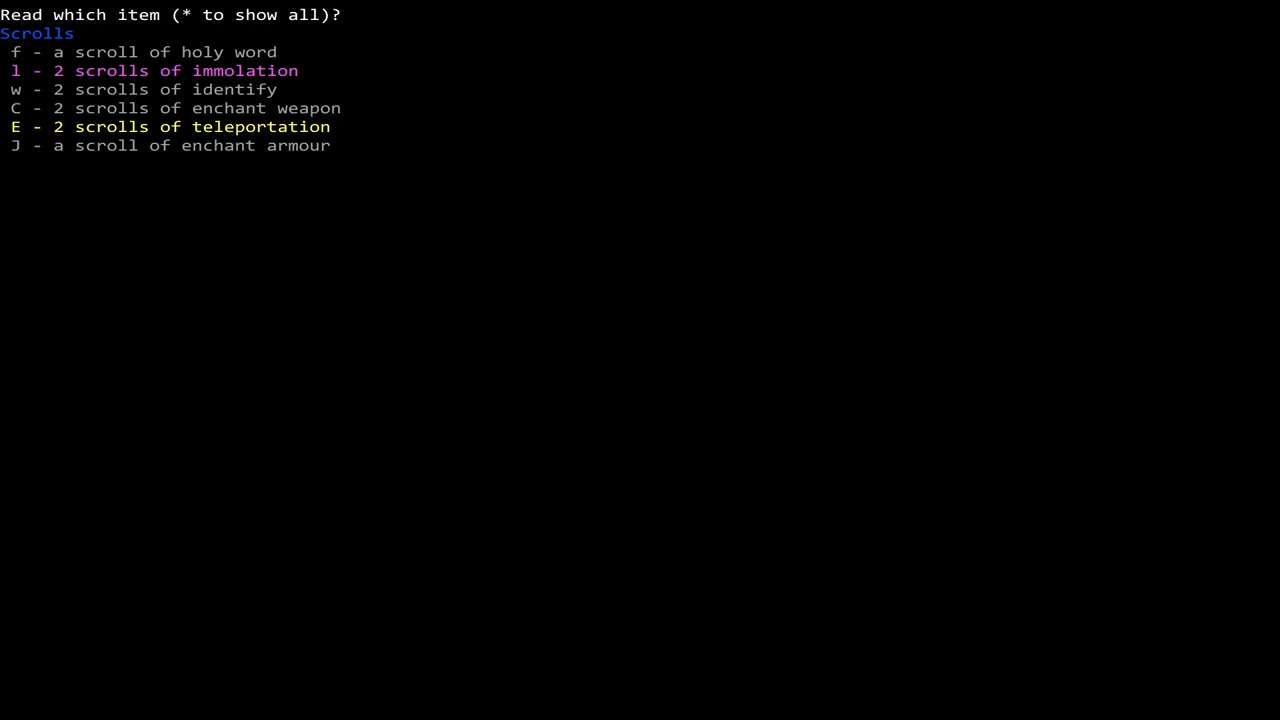 Read which item (* to show all)?
Scrolls
f - a scroll of holy word
l - 2 scrolls of immolation
w - 2 scrolls of identify
C - 2 scrolls of enchant weapon
E - 2 scrolls of teleportation
J - a scroll of enchant armour